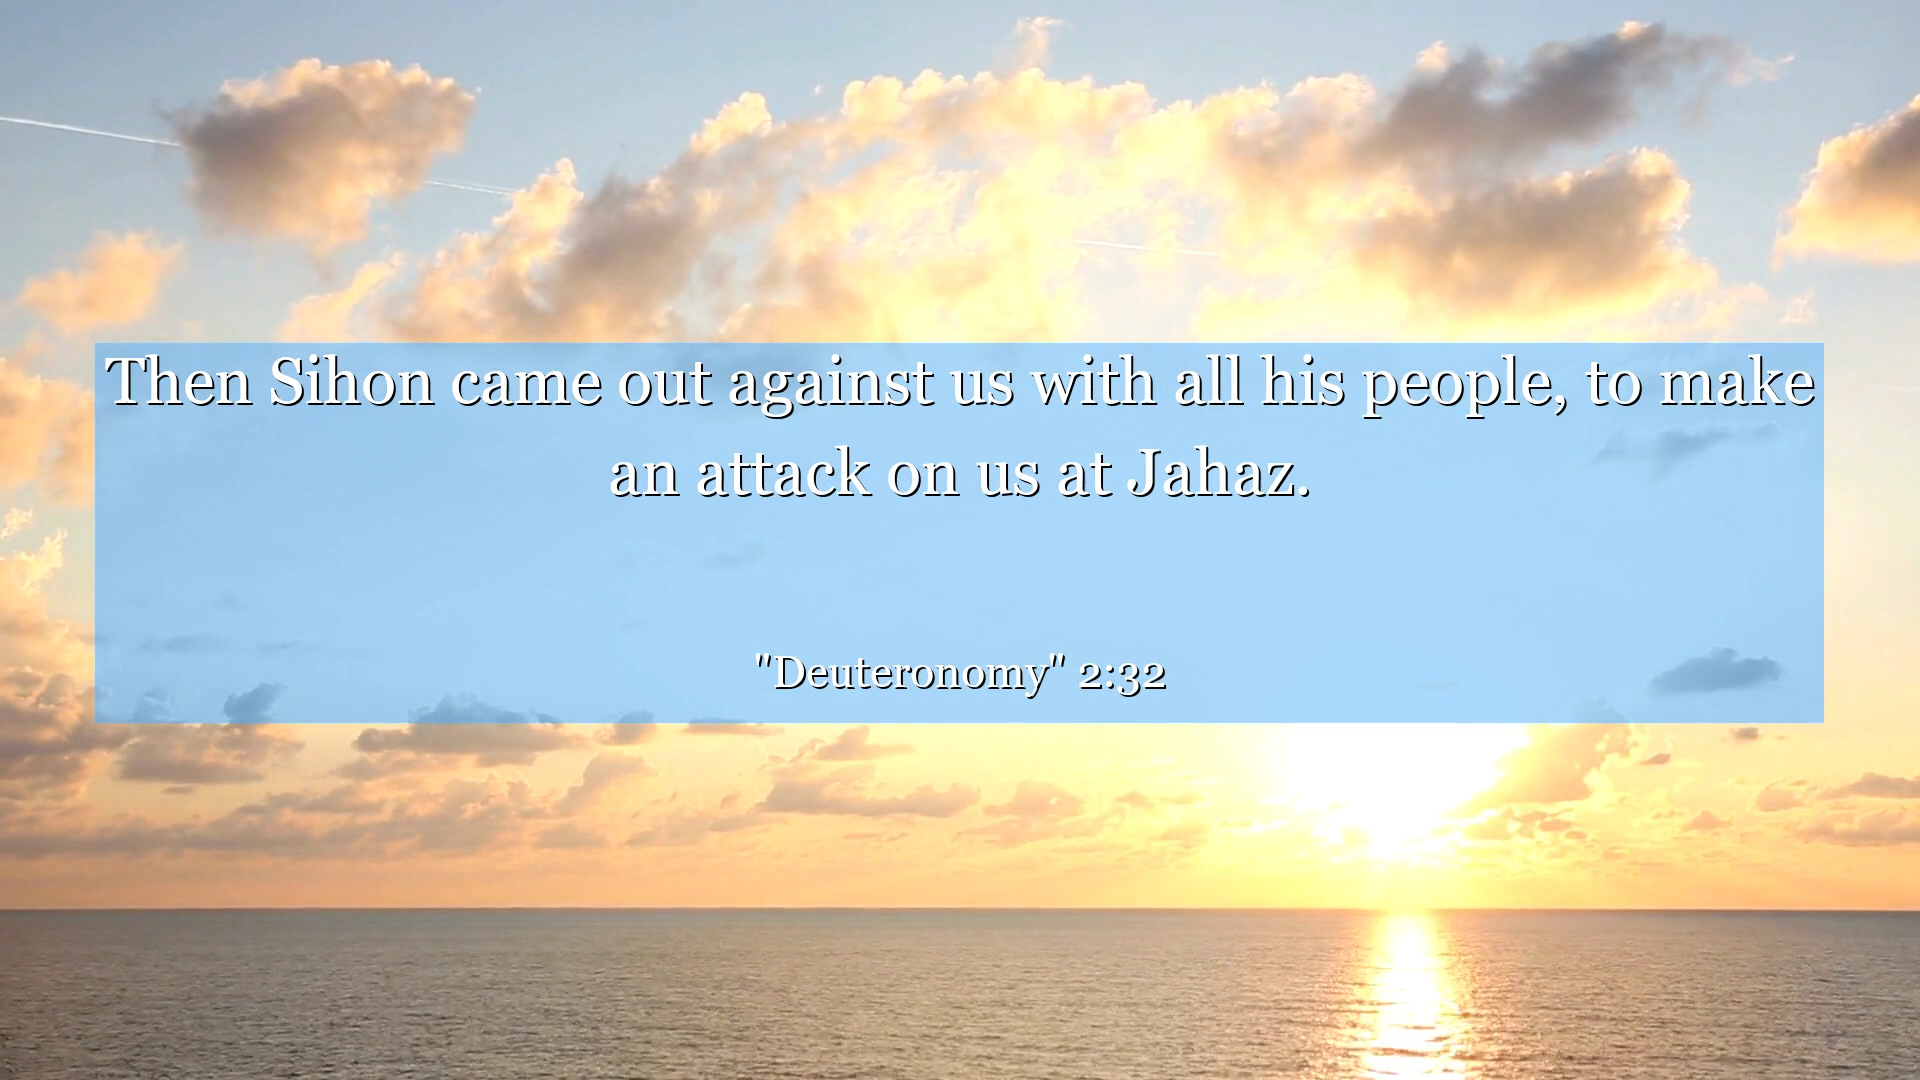 Then Sihon came out against us with all his people, to make
an attack on us at Jahaz.
"Deuteronomy" 2:32